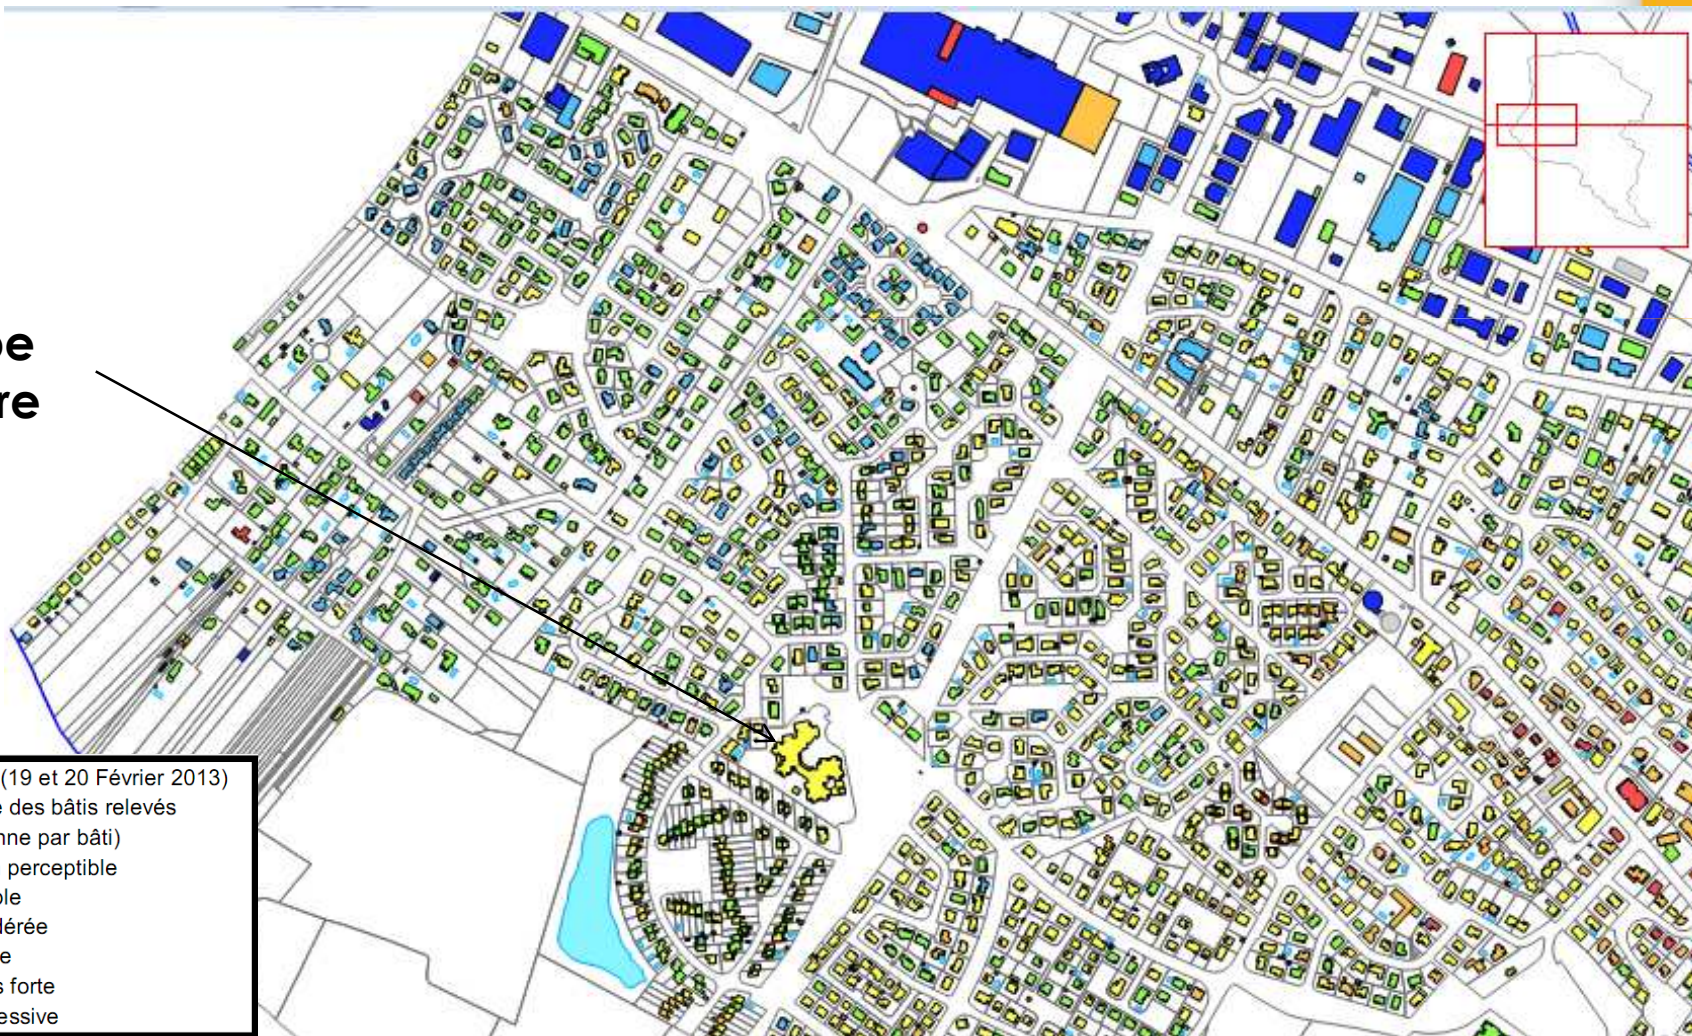 pe
re
(19 et 20 Février 2013)
e des bâtis relevés
nne par bâti)
perceptible
ble
dérée
e
s forte
essive